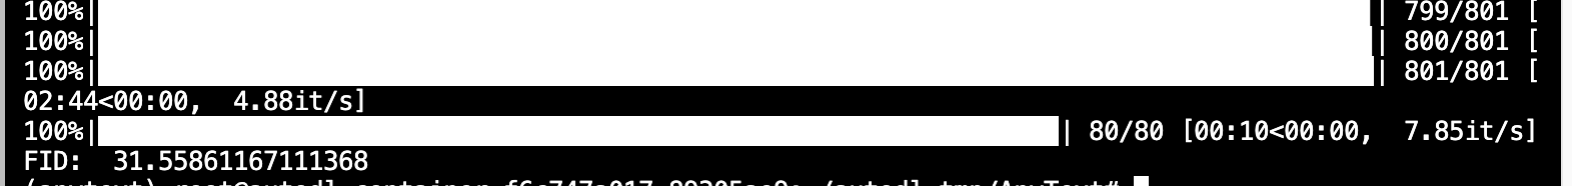 100%| | 799/801 [
100%| | 800/801 [
100%| | 801/801 [
02:44<00:00,  4.88it/s]
100%| | 80/80 [00:10<00:00,  7.85it/s]
FID:  31.55861167111368